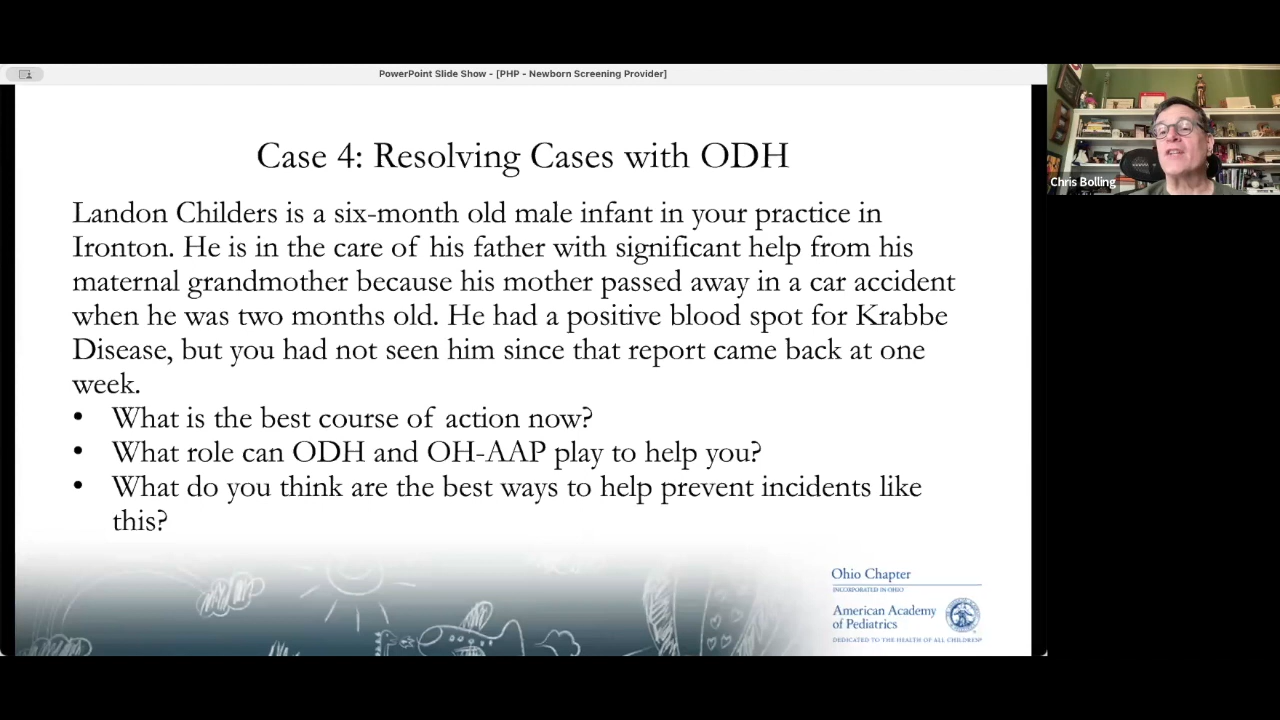 PowerPoint Slide Show - [PHP - Newborn Screening Provider]
Case 4: Resolving Cases with ODH
Landon Childers is a six-month old male infant in your practice in
Ironton. He is in the care of his father with significant help from his
maternal grandmother because his mother passed away in a car accident
when he was two months old. He had a positive blood spot for Krabbe
Disease, but you had not seen him since that report came back at one
week.
• What is the best course of action now?
• What role can ODH and OH-AAP play to help you?
• What do you think are the best ways to help prevent incidents like
this?
Ohio Chapter
INCORPORATED IN OHIO
American Academy
of Pediatrics
DEDICATED TO THE HEALTH OF ALL CHILDREN®
Chris Bolling